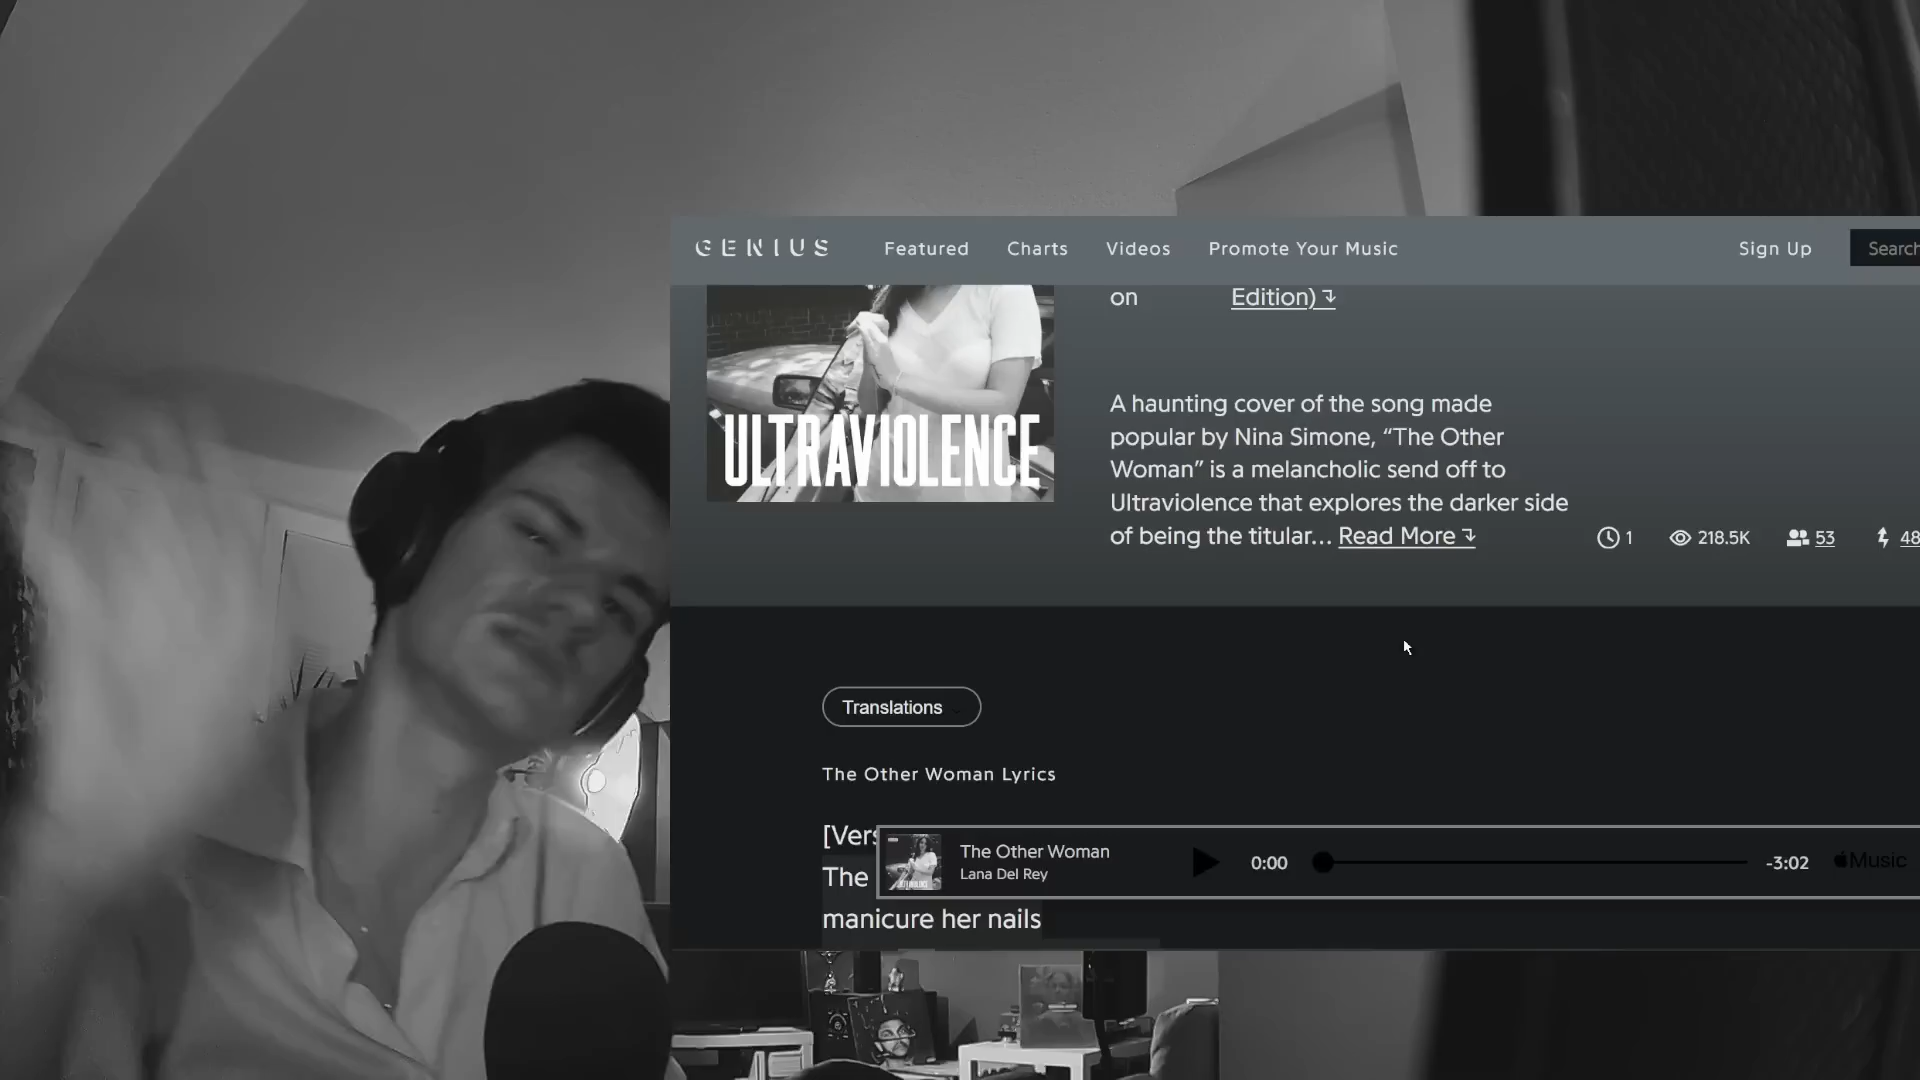 GENIUS Featured Charts Videos Promote Your Music Sign Up Search
on Edition)
ULTRAVIOLENCE
A haunting cover of the song made
popular by Nina Simone, “The Other
Woman” is a melancholic send off to
Ultraviolence that explores the darker side
of being the titular... Read More
1 218.5K 53 48
Translations
The Other Woman Lyrics
[Vers
The
manicure her nails
The Other Woman
Lana Del Rey
0:00 -3:02 Music